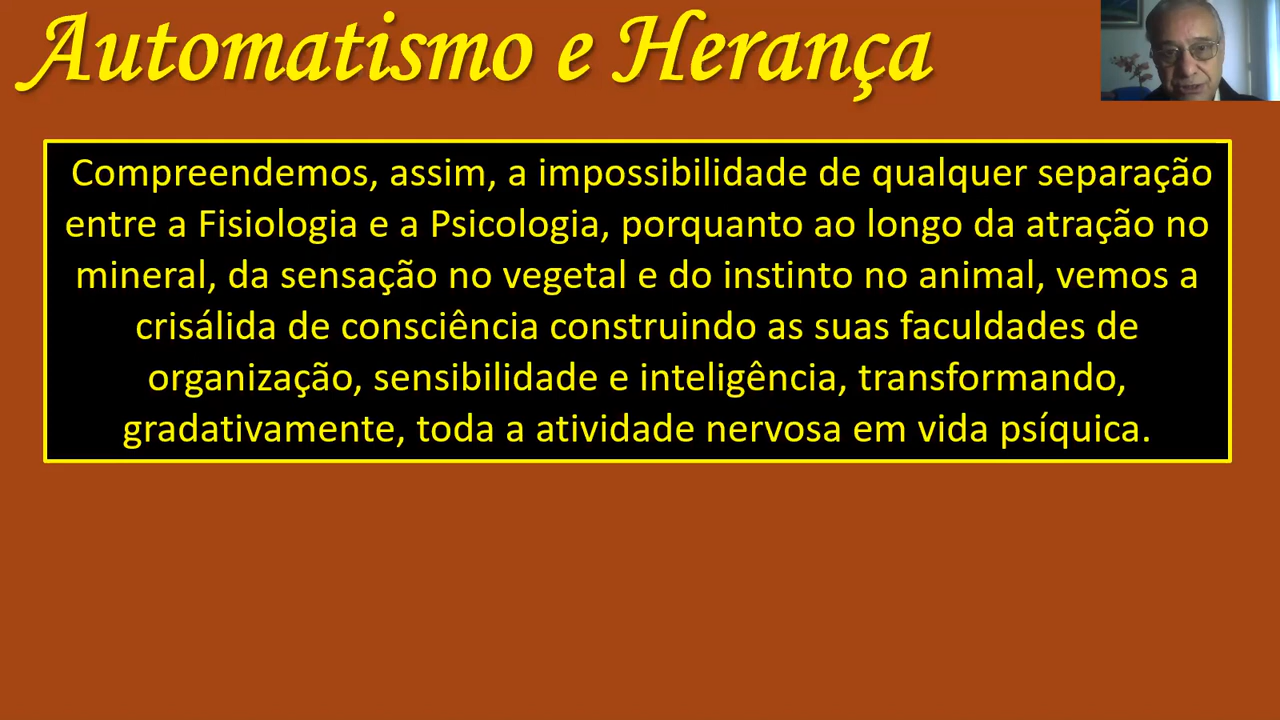 Automatismo e Herança
Compreendemos, assim, a impossibilidade de qualquer separação
entre a Fisiologia e a Psicologia, porquanto ao longo da atração no
mineral, da sensação no vegetal e do instinto no animal, vemos a
crisálida de consciência construindo as suas faculdades de
organização, sensibilidade e inteligência, transformando,
gradativamente, toda a atividade nervosa em vida psíquica.